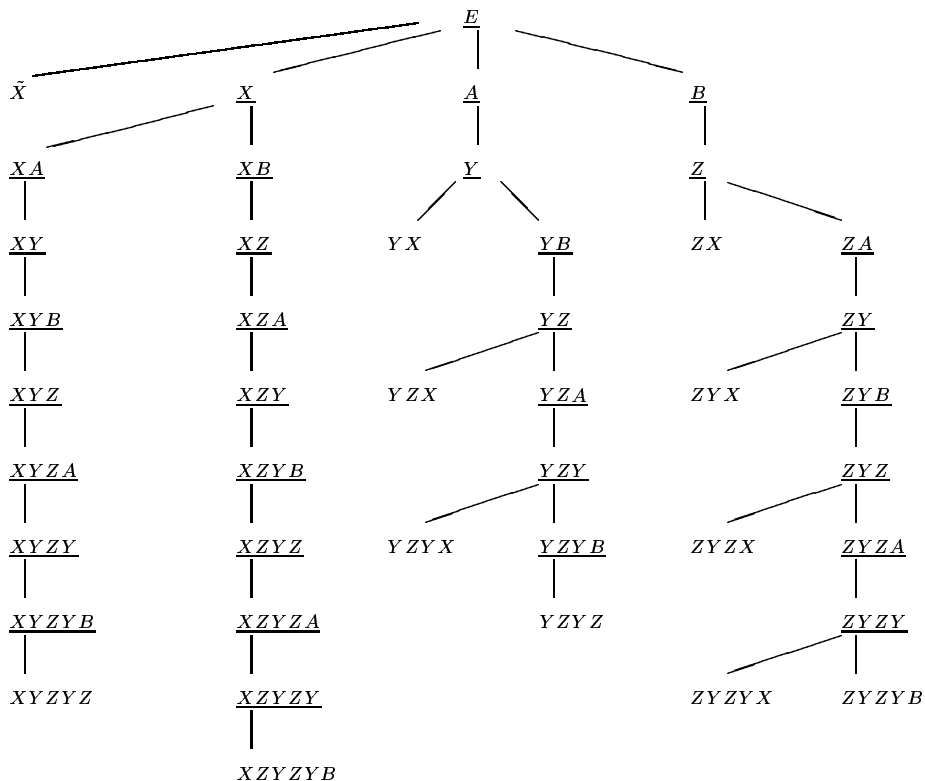 E
X̃ X A B
XA XB Y Z
XY XZ YX YB ZX ZA
XYB XZA YZ ZY
XYZ XZY YZX YZA ZYX ZYB
XYZA XZYB YZY ZYZ
XYZY XZYZ YZYX YZYB ZYZX ZYZA
XYZYB XZYZA YZYZ ZYZY
XYZYZ XZYZY ZYZYX ZYZYB
XZYZYB